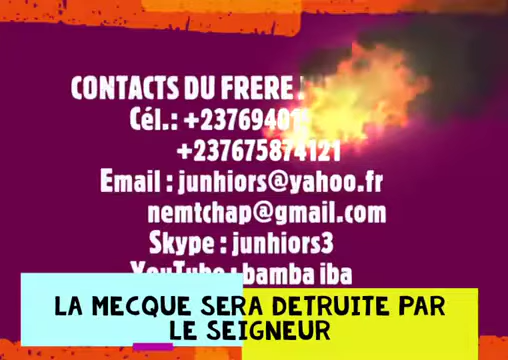 CONTACTS DU FRERE
Cél.:
+237675874121
Email : junhiors@yahoo.fr
nemtchap@gmail.com
Skype : junhiors3
YouTube : bamba iba
LA MECQUE SERA DETRUITE PAR
LE SEIGNEUR